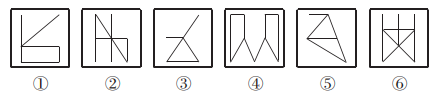 ① ② ③ ④ ⑤ ⑥